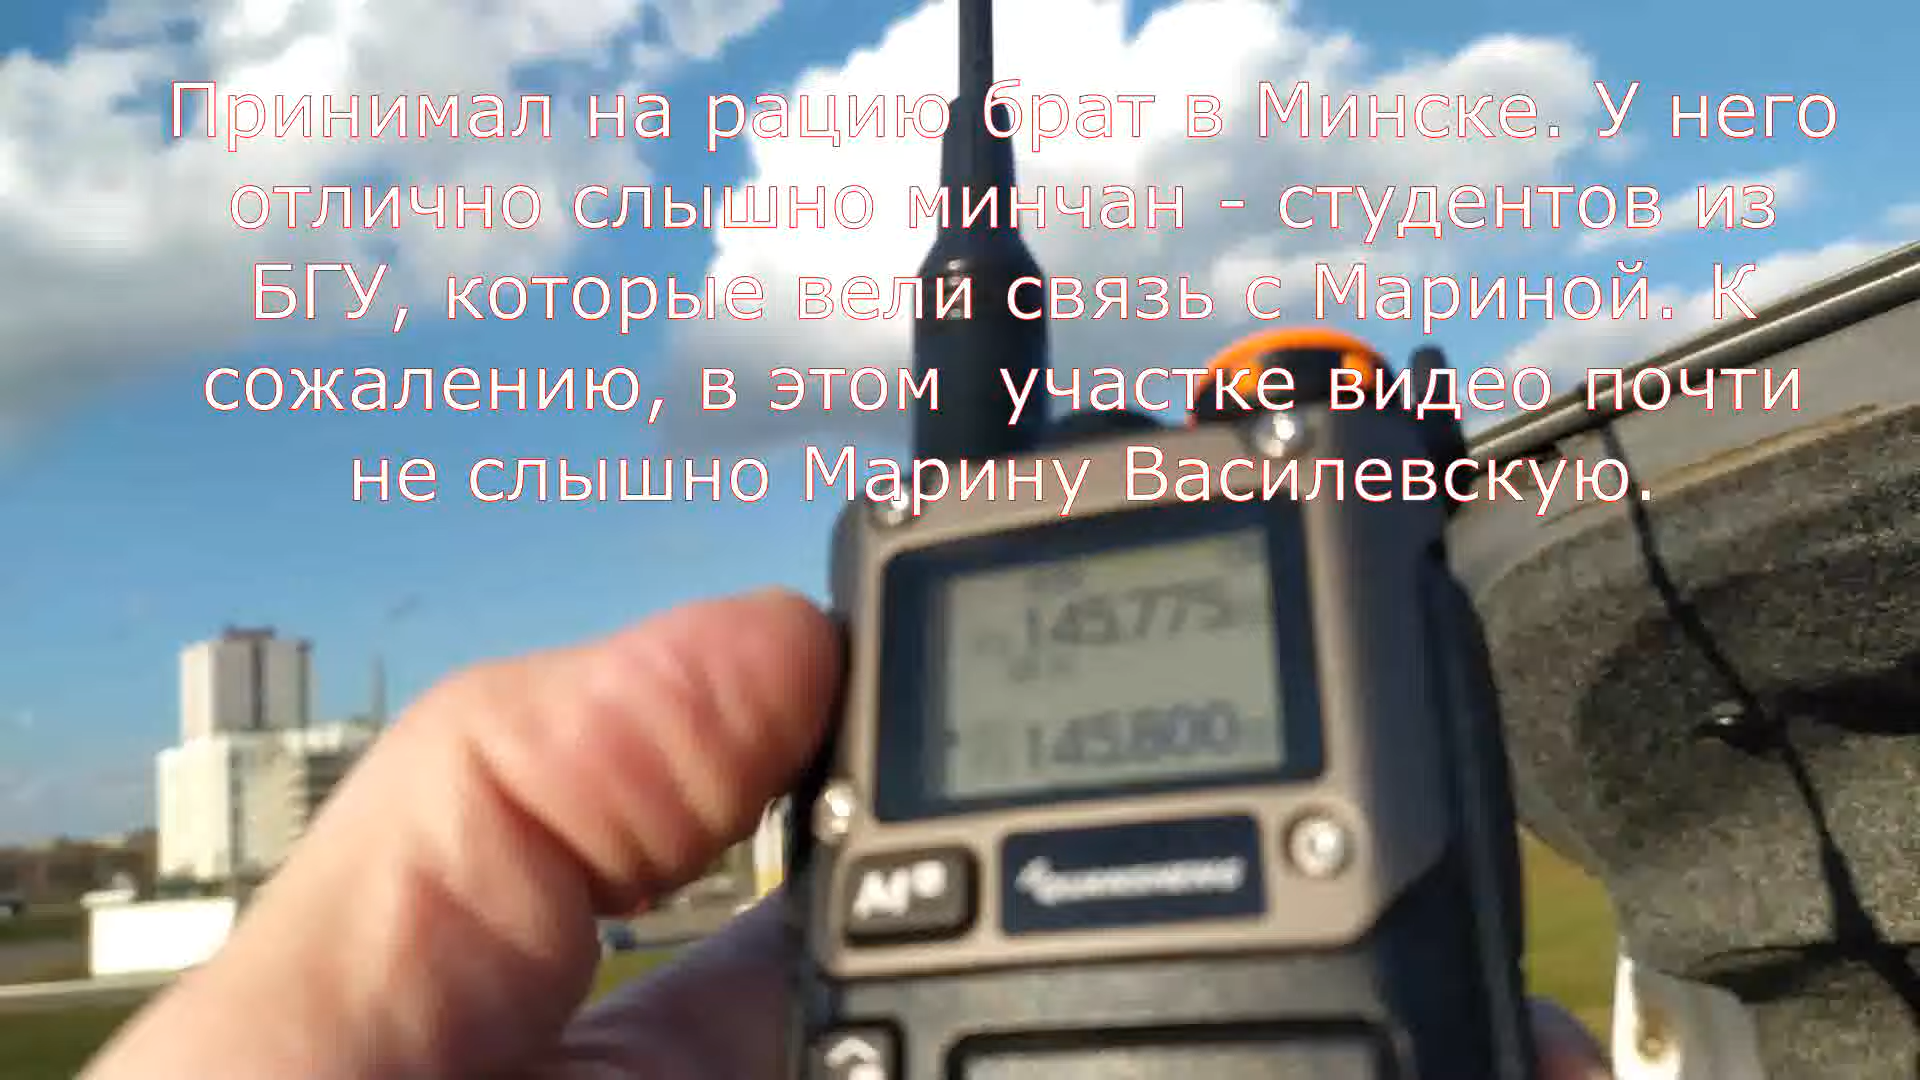 Принимал на рацию брат в Минске. У него
отлично слышно минчан - студентов из
БГУ, которые вели связь с Мариной. К
сожалению, в этом  участке видео почти
не слышно Марину Василевскую.
145.775
145.800
A/B